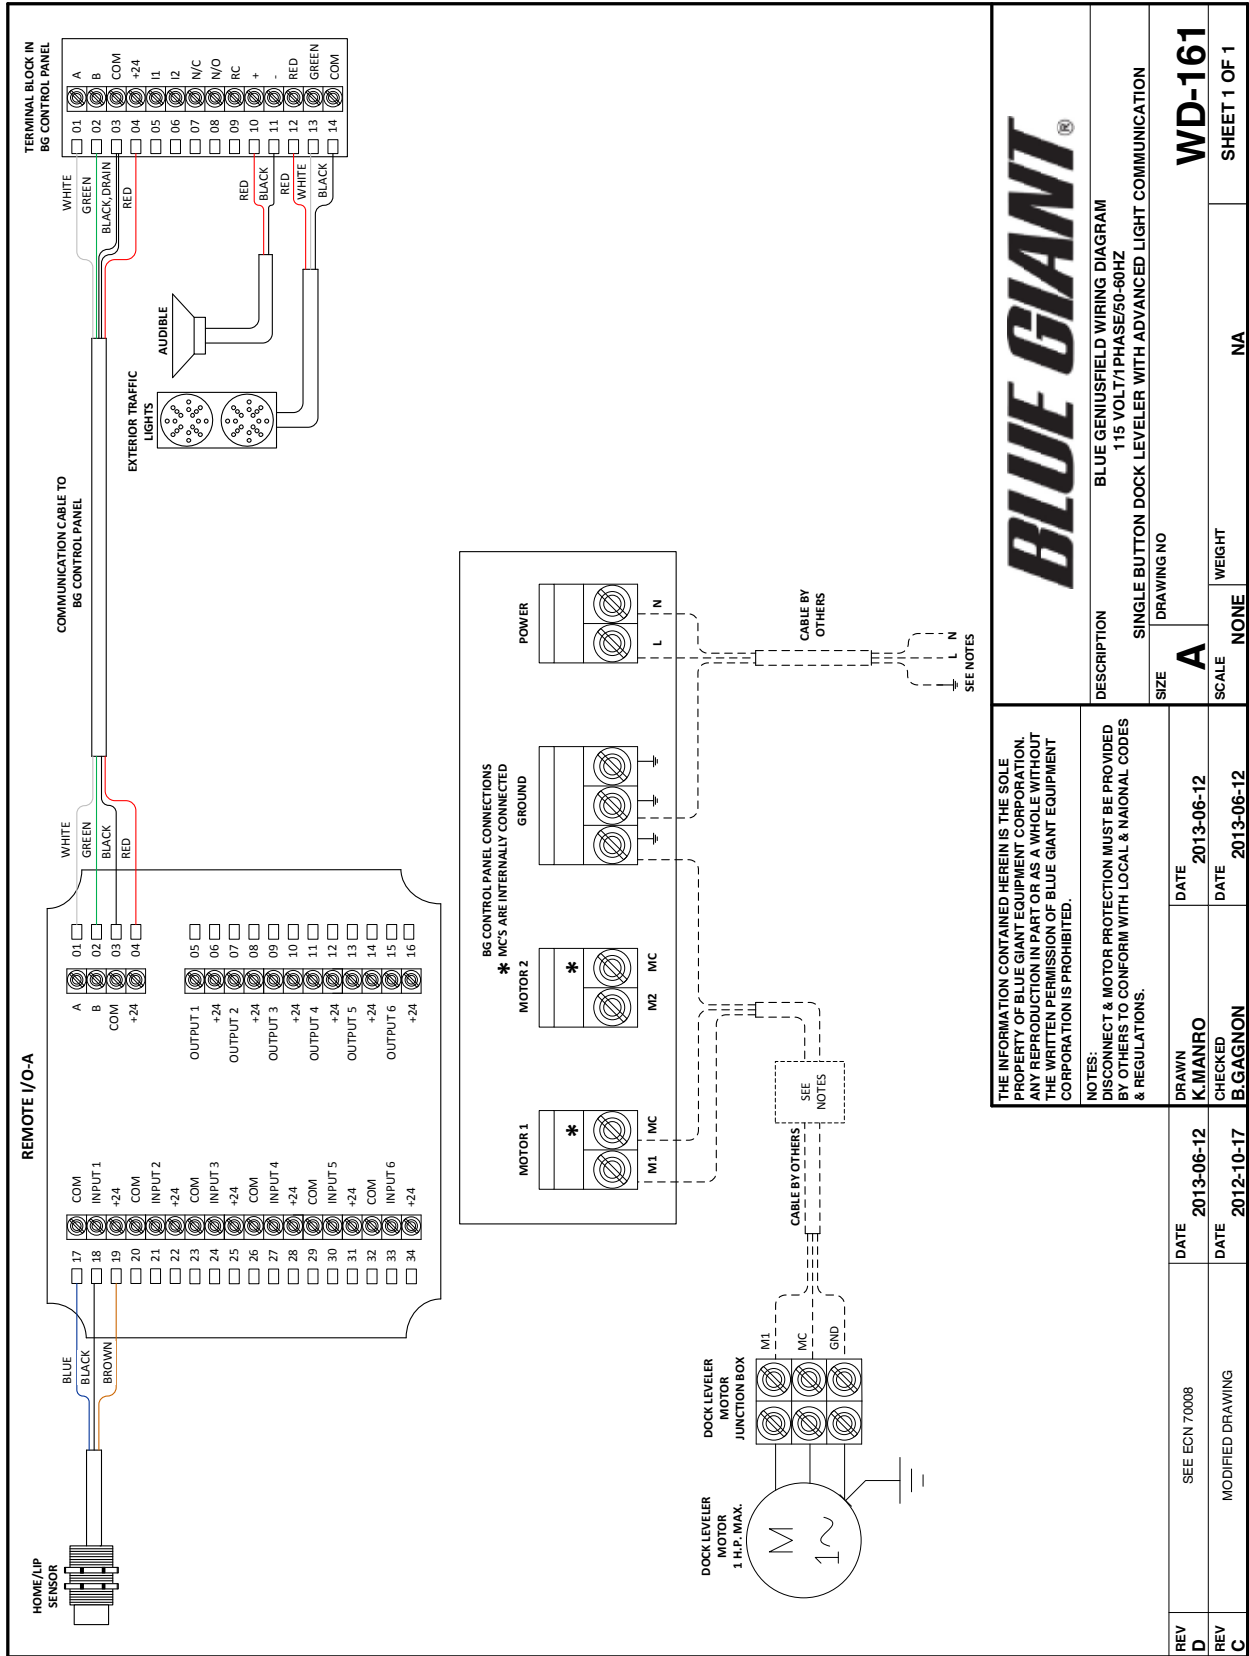 HOME/LIP
SENSOR
BLUE
BLACK
BROWN
REMOTE I/O-A
17 COM
18 INPUT 1
19 +24
20 COM
21 INPUT 2
22 +24
23 COM
24 INPUT 3
25 +24
26 COM
27 INPUT 4
28 +24
29 COM
30 INPUT 5
31 +24
32 COM
33 INPUT 6
34 +24
A 01
B 02
COM 03
+24 04
OUTPUT 1 05
+24 06
OUTPUT 2 07
+24 08
OUTPUT 3 09
+24 10
OUTPUT 4 11
+24 12
OUTPUT 5 13
+24 14
OUTPUT 6 15
+24 16
WHITE
GREEN
BLACK
RED
COMMUNICATION CABLE TO
BG CONTROL PANEL
WHITE
GREEN
BLACK,DRAIN
RED
TERMINAL BLOCK IN
BG CONTROL PANEL
01 A
02 B
03 COM
04 +24
05 I1
06 I2
07 N/C
08 N/O
09 RC
10 +
11 -
12 RED
13 GREEN
14 COM
RED
BLACK
RED
WHITE
BLACK
AUDIBLE
EXTERIOR TRAFFIC
LIGHTS
BG CONTROL PANEL CONNECTIONS
* MC'S ARE INTERNALLY CONNECTED
MOTOR 1
*
M1 MC
MOTOR 2
*
M2 MC
GROUND
POWER
L N
CABLE BY
OTHERS
L N
SEE NOTES
SEE
NOTES
CABLE BY OTHERS
DOCK LEVELER
MOTOR
JUNCTION BOX
M1
MC
GND
DOCK LEVELER
MOTOR
1 H.P. MAX.
M
1~
THE INFORMATION CONTAINED HEREIN IS THE SOLE
PROPERTY OF BLUE GIANT EQUIPMENT CORPORATION.
ANY REPRODUCTION IN PART OR AS A WHOLE WITHOUT
THE WRITTEN PERMISSION OF BLUE GIANT EQUIPMENT
CORPORATION IS PROHIBITED.
NOTES:
DISCONNECT & MOTOR PROTECTION MUST BE PROVIDED
BY OTHERS TO CONFORM WITH LOCAL & NAIONAL CODES
& REGULATIONS.
BLUE GIANT®
DESCRIPTION
BLUE GENIUSFIELD WIRING DIAGRAM
115 VOLT/1PHASE/50-60HZ
SINGLE BUTTON DOCK LEVELER WITH ADVANCED LIGHT COMMUNICATION
SIZE
A
DRAWING NO
WD-161
SCALE
NONE
WEIGHT
NA
SHEET 1 OF 1
REV
D
SEE ECN 70008
DATE
2013-06-12
DRAWN
K.MANRO
DATE
2013-06-12
REV
C
MODIFIED DRAWING
DATE
2012-10-17
CHECKED
B.GAGNON
DATE
2013-06-12